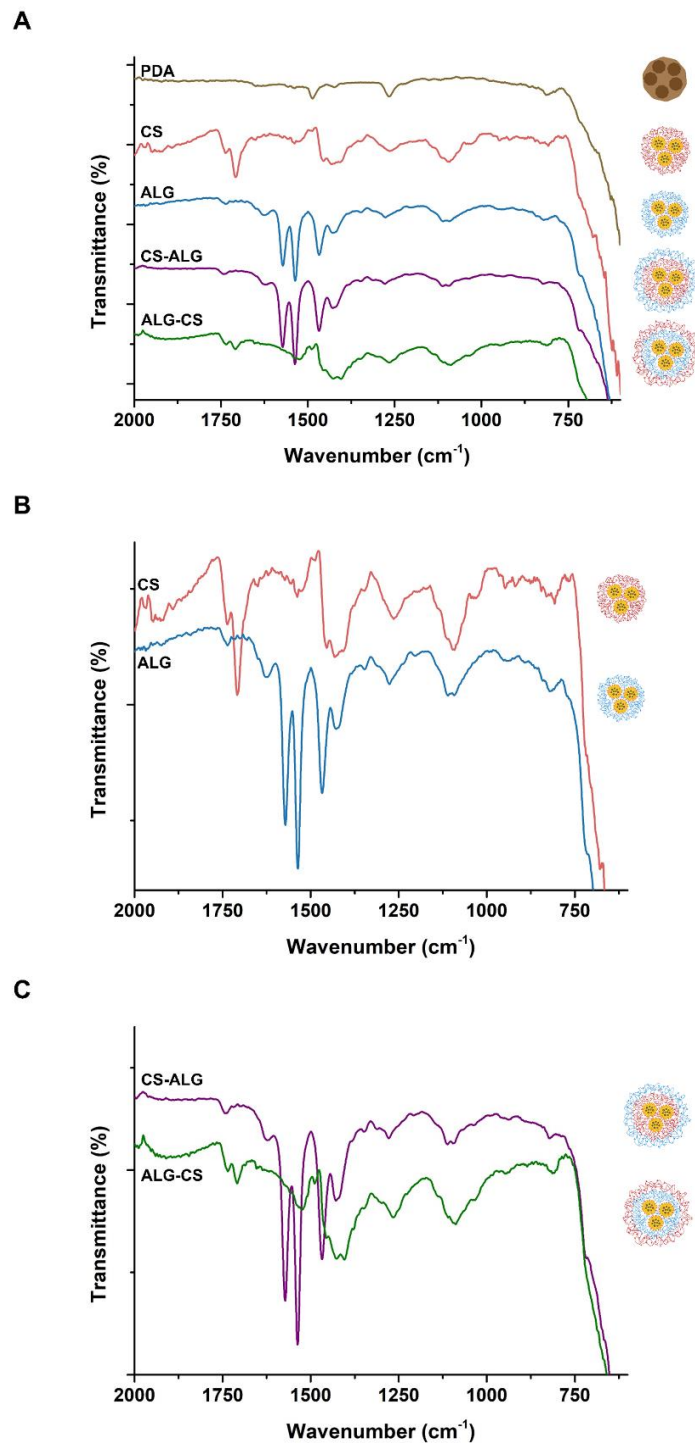 A
PDA
CS
ALG
CS-ALG
ALG-CS
Transmittance (%)
2000 1750 1500 1250 1000 750
Wavenumber (cm-1)
B
CS
ALG
Transmittance (%)
2000 1750 1500 1250 1000 750
Wavenumber (cm-1)
C
CS-ALG
ALG-CS
Transmittance (%)
2000 1750 1500 1250 1000 750
Wavenumber (cm-1)